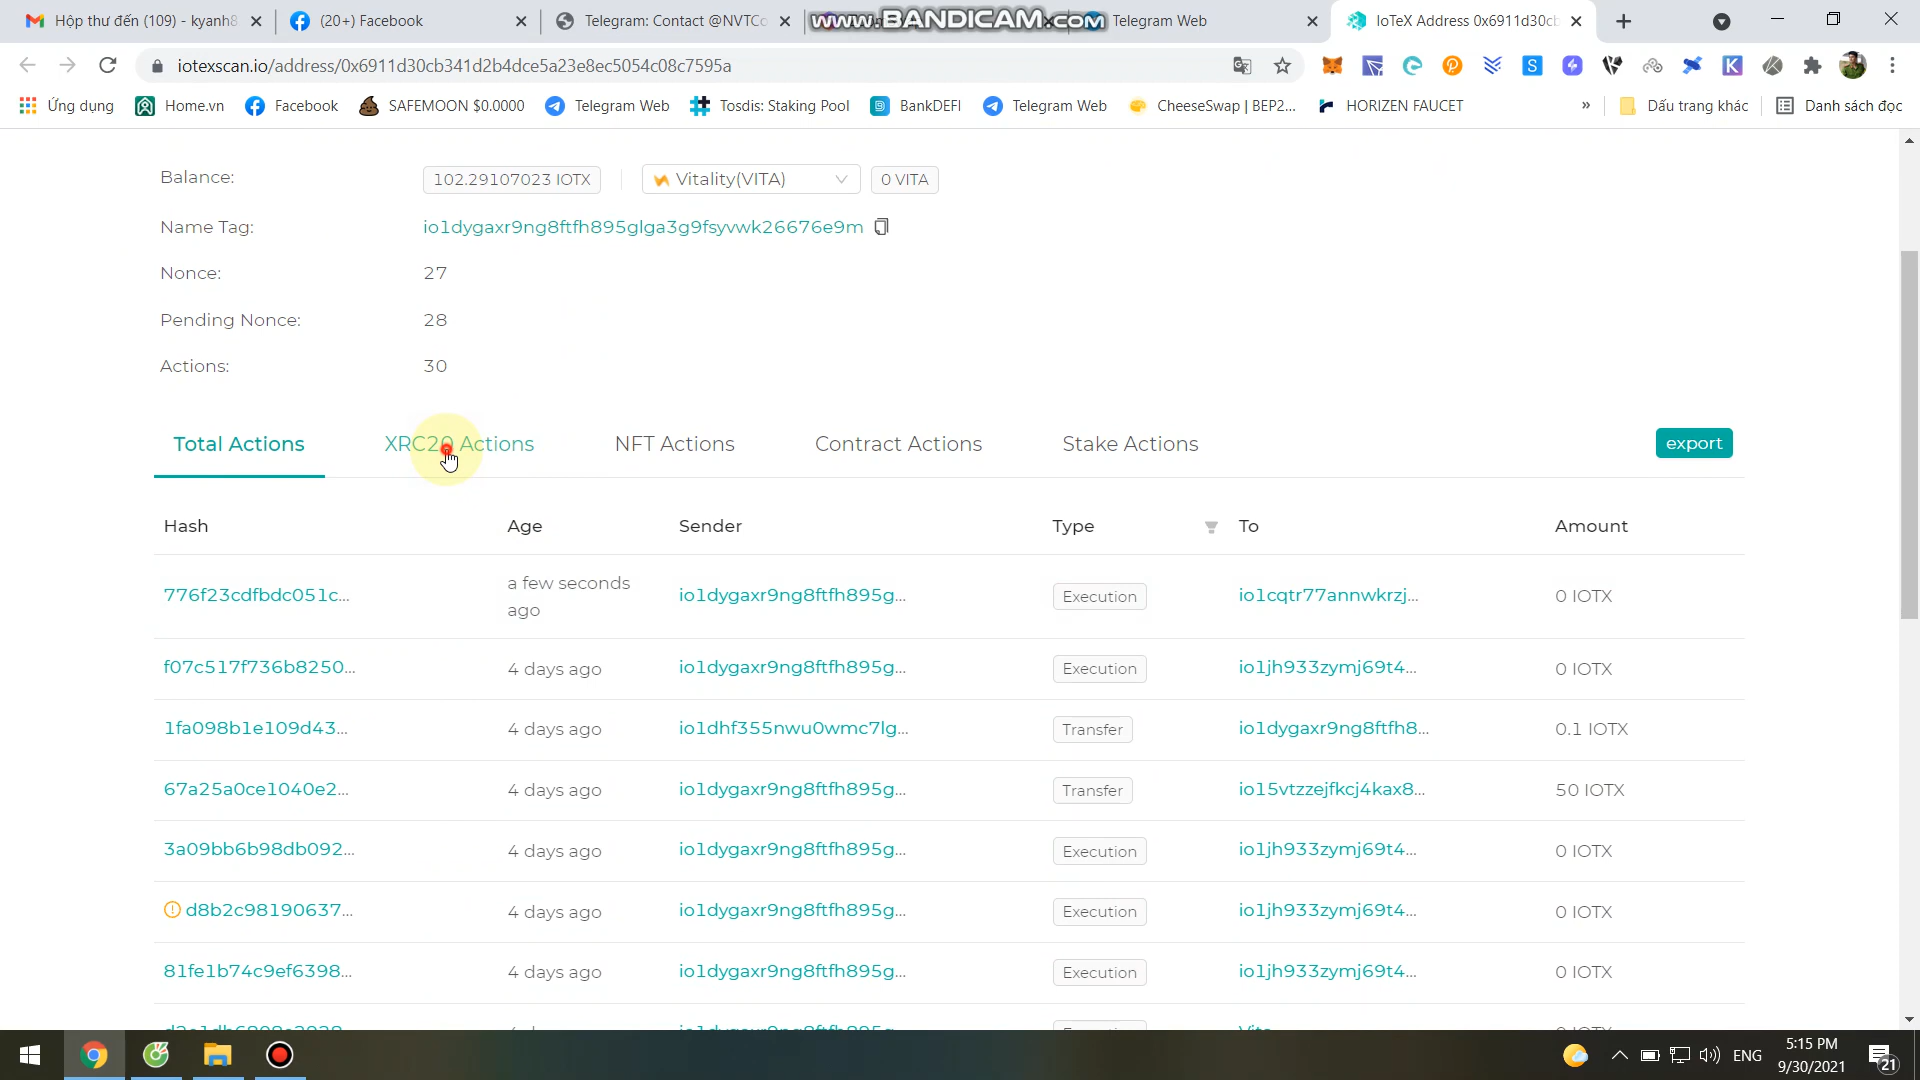 Hộp thư đến (109) - kyanh8
(20+) Facebook
Telegram: Contact @NVTCo
www.BANDICAM.com
Telegram Web
IoTeX Address 0x6911d30cb
iotexscan.io/address/0x6911d30cb341d2b4dce5a23e8ec5054c08c7595a
Ứng dụng
Home.vn
Facebook
SAFEMOON $0.0000
Telegram Web
Tosdis: Staking Pool
BankDEFI
Telegram Web
CheeseSwap | BEP2...
HORIZEN FAUCET
»
Dấu trang khác
Danh sách đọc
Balance:
102.29107023 IOTX
Vitality(VITA)
0 VITA
Name Tag:
io1dygaxr9ng8ftfh895glga3g9fsyvwk26676e9m
Nonce:
27
Pending Nonce:
28
Actions:
30
Total Actions
XRC20 Actions
NFT Actions
Contract Actions
Stake Actions
export
Hash Age Sender Type To Amount
776f23cdfbdc051c... a few seconds ago io1dygaxr9ng8ftfh895g... Execution io1cqtr77annwkrzj... 0 IOTX
f07c517f736b8250... 4 days ago io1dygaxr9ng8ftfh895g... Execution io1jh933zymj69t4... 0 IOTX
1fa098b1e109d43... 4 days ago io1dhf355nwu0wmc7lg... Transfer io1dygaxr9ng8ftfh8... 0.1 IOTX
67a25a0ce1040e2... 4 days ago io1dygaxr9ng8ftfh895g... Transfer io15vtzzejfkcj4kax8... 50 IOTX
3a09bb6b98db092... 4 days ago io1dygaxr9ng8ftfh895g... Execution io1jh933zymj69t4... 0 IOTX
d8b2c98190637... 4 days ago io1dygaxr9ng8ftfh895g... Execution io1jh933zymj69t4... 0 IOTX
81fe1b74c9ef6398... 4 days ago io1dygaxr9ng8ftfh895g... Execution io1jh933zymj69t4... 0 IOTX
ENG
5:15 PM
9/30/2021
21